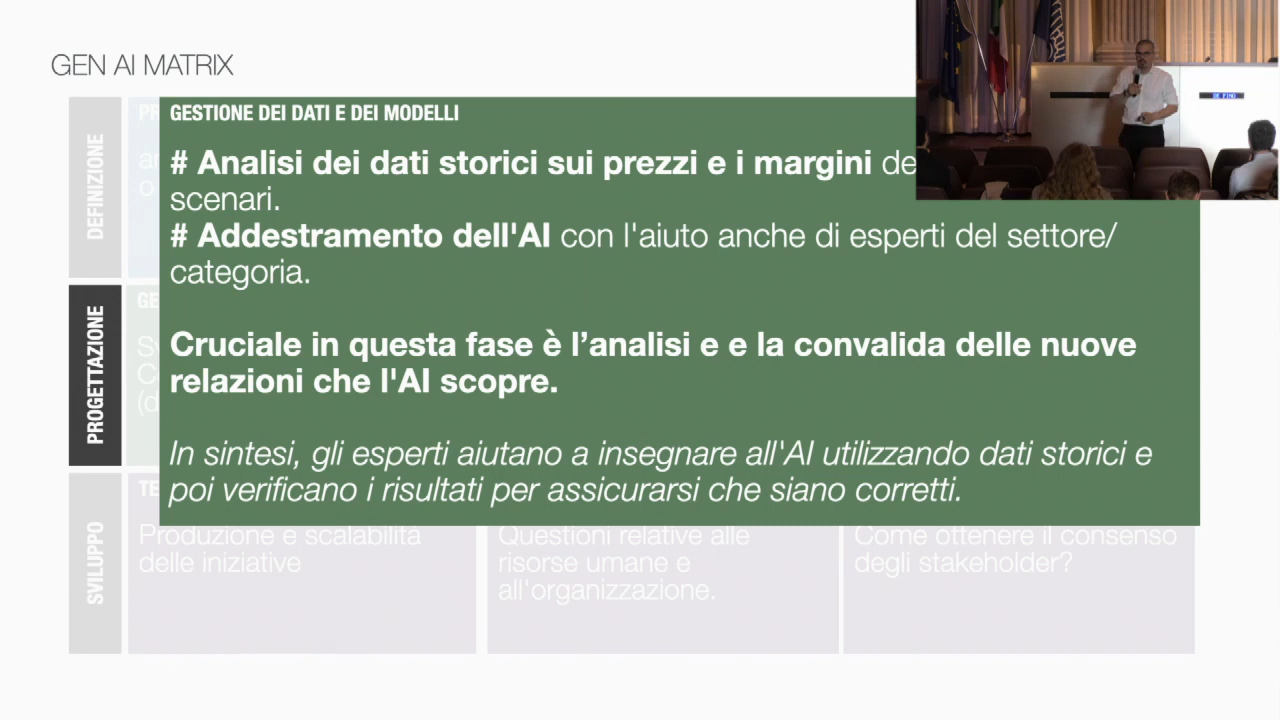 GEN AI MATRIX
DEFINIZIONE
GESTIONE DEI DATI E DEI MODELLI
# Analisi dei dati storici sui prezzi e i margini
scenari.
# Addestramento dell'AI con l'aiuto anche di esperti del settore/
categoria.
Cruciale in questa fase è l’analisi e e la convalida delle nuove
relazioni che l'AI scopre.
In sintesi, gli esperti aiutano a insegnare all'AI utilizzando dati storici e
poi verificano i risultati per assicurarsi che siano corretti.
PROGETTAZIONE
SVILUPPO
Produzione e scalabilità
delle iniziative
Questioni relative alle
risorse umane e
all'organizzazione.
Come ottenere il consenso
degli stakeholder?